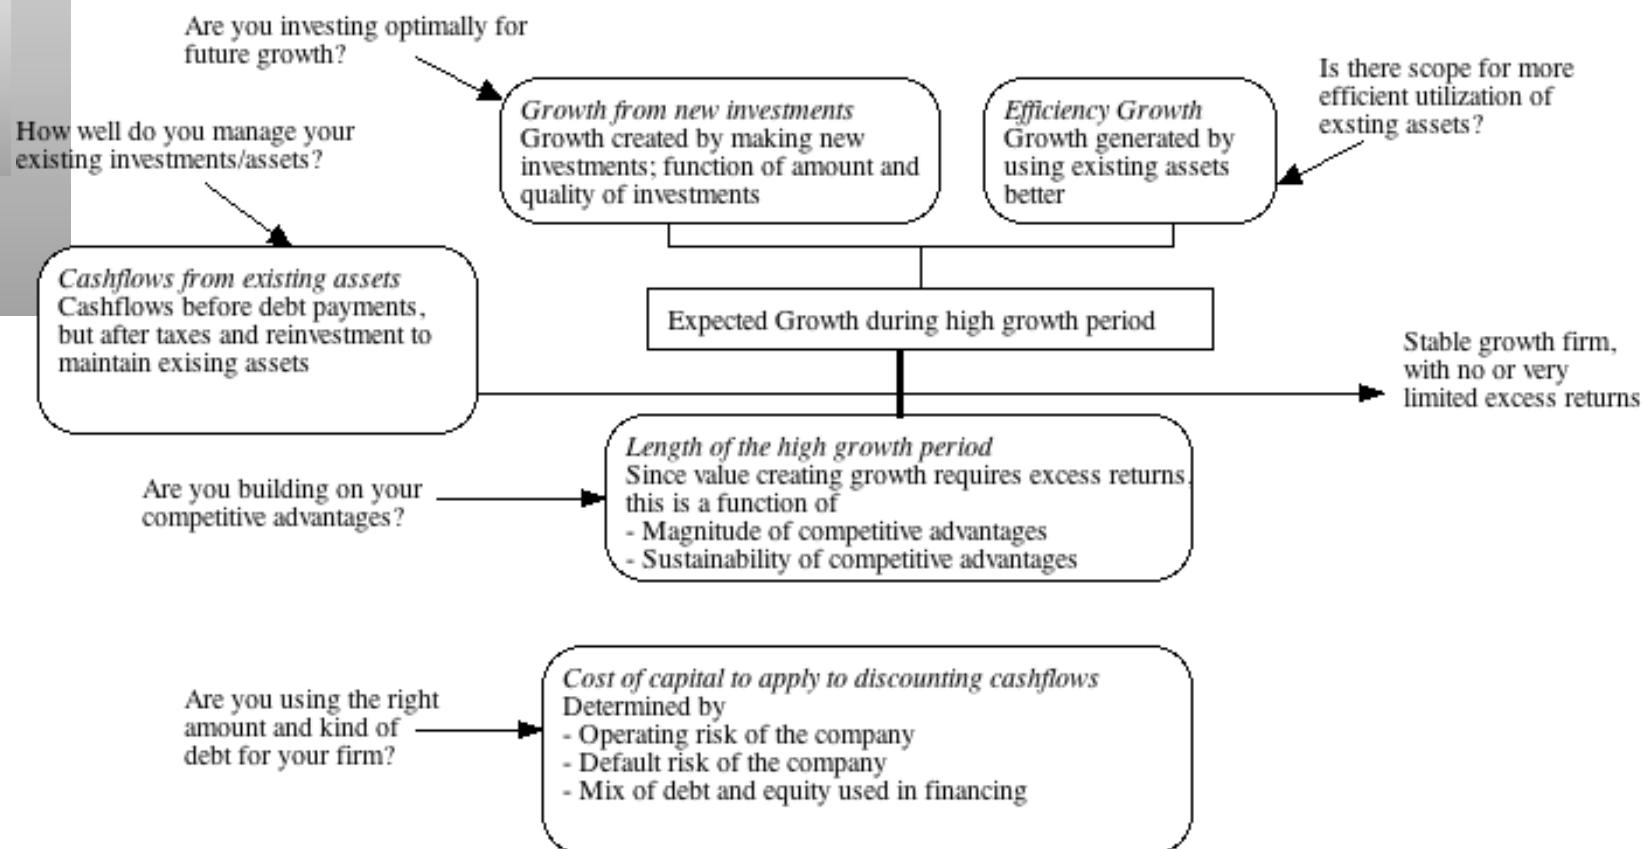 Are you investing optimally for
future growth?
Is there scope for more
efficient utilization of
exsting assets?
Growth from new investments
Growth created by making new
investments; function of amount and
quality of investments
Efficiency Growth
Growth generated by
using existing assets
better
How well do you manage your
existing investments/assets?
Cashflows from existing assets
Cashflows before debt payments,
but after taxes and reinvestment to
maintain exising assets
Expected Growth during high growth period
Stable growth firm,
with no or very
limited excess returns
Length of the high growth period
Since value creating growth requires excess returns,
this is a function of
- Magnitude of competitive advantages
- Sustainability of competitive advantages
Are you building on your
competitive advantages?
Cost of capital to apply to discounting cashflows
Determined by
- Operating risk of the company
- Default risk of the company
- Mix of debt and equity used in financing
Are you using the right
amount and kind of
debt for your firm?